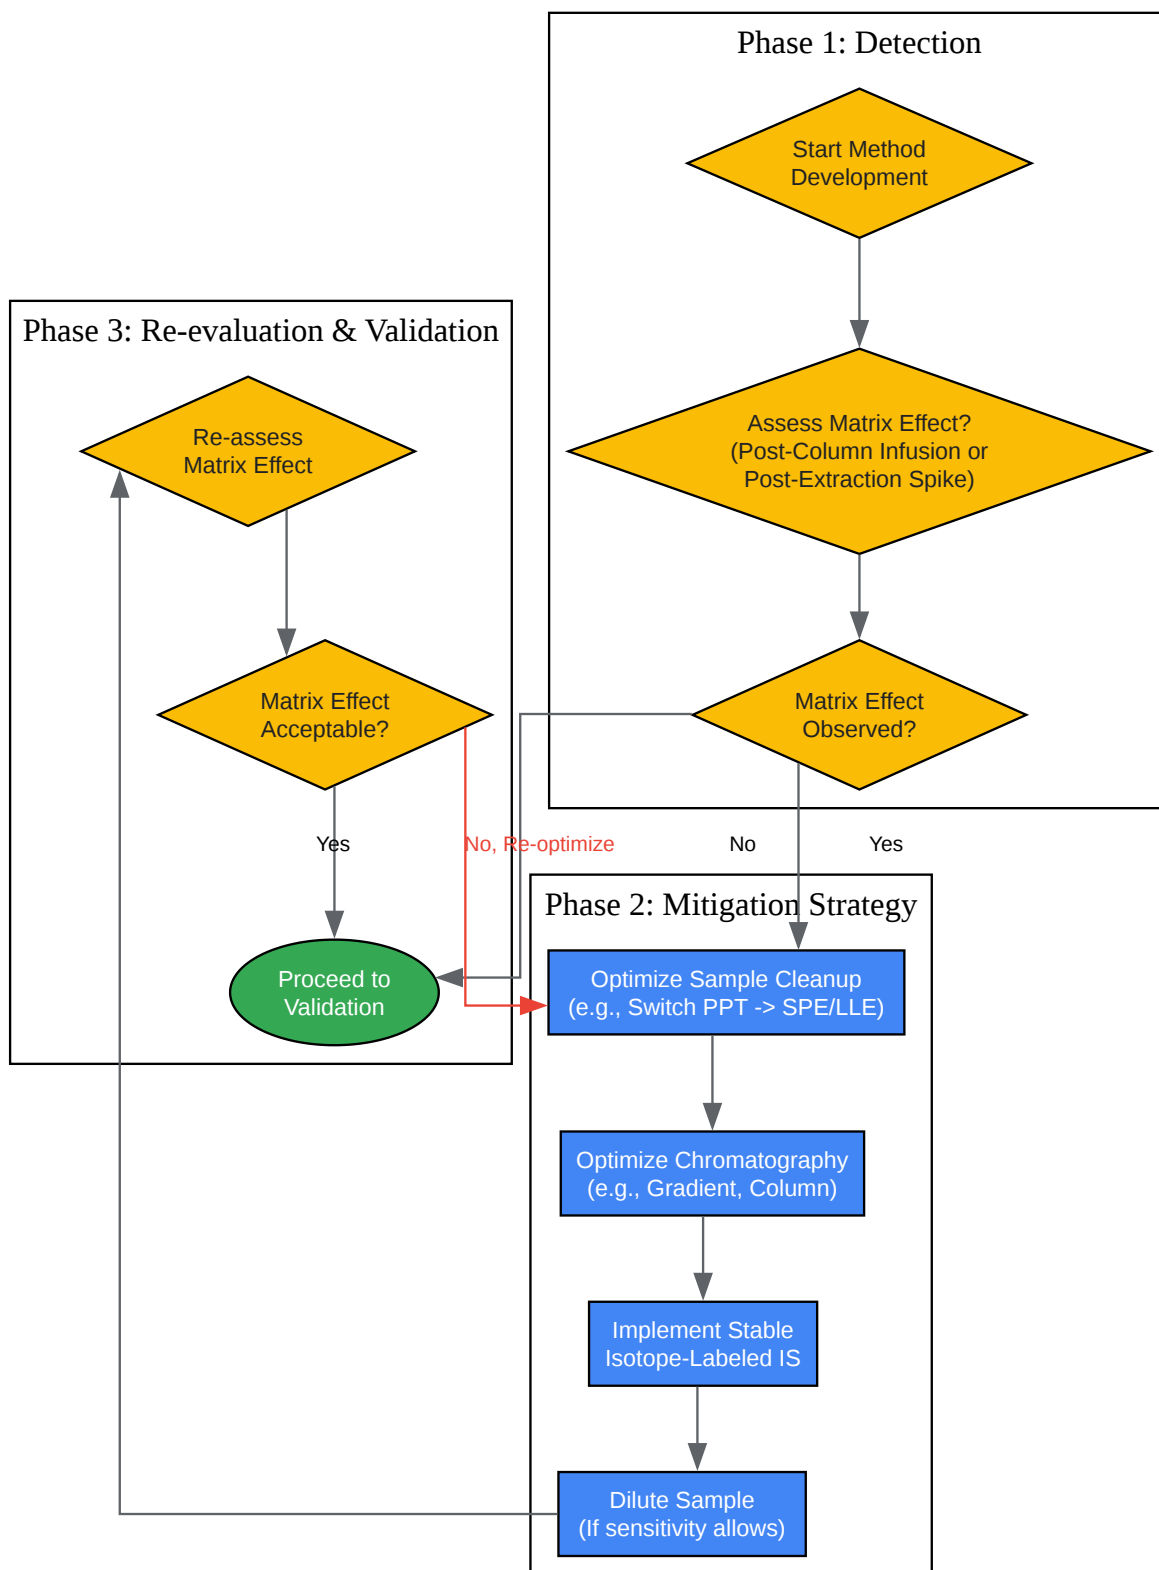 Phase 1: Detection
Start Method
Development
Assess Matrix Effect?
(Post-Column Infusion or
Post-Extraction Spike)
Matrix Effect
Observed?
No
Yes
Phase 2: Mitigation Strategy
Optimize Sample Cleanup
(e.g., Switch PPT -> SPE/LLE)
Optimize Chromatography
(e.g., Gradient, Column)
Implement Stable
Isotope-Labeled IS
Dilute Sample
(If sensitivity allows)
Phase 3: Re-evaluation & Validation
Re-assess
Matrix Effect
Matrix Effect
Acceptable?
Yes
No, Re-optimize
Proceed to
Validation